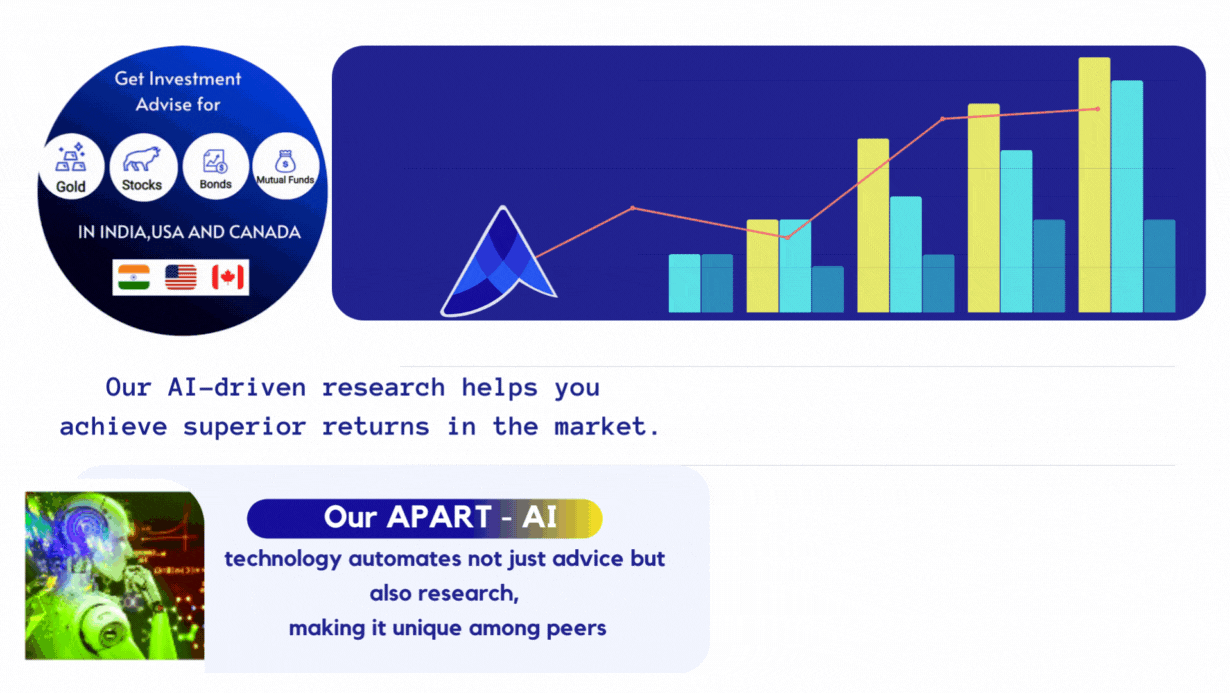 Get Investment
Advise for
Gold
Stocks
Bonds
Mutual Funds
IN INDIA,USA AND CANADA
Our AI-driven research helps you
achieve superior returns in the market.
Our APART - AI
technology automates not just advice but
also research,
making it unique among peers